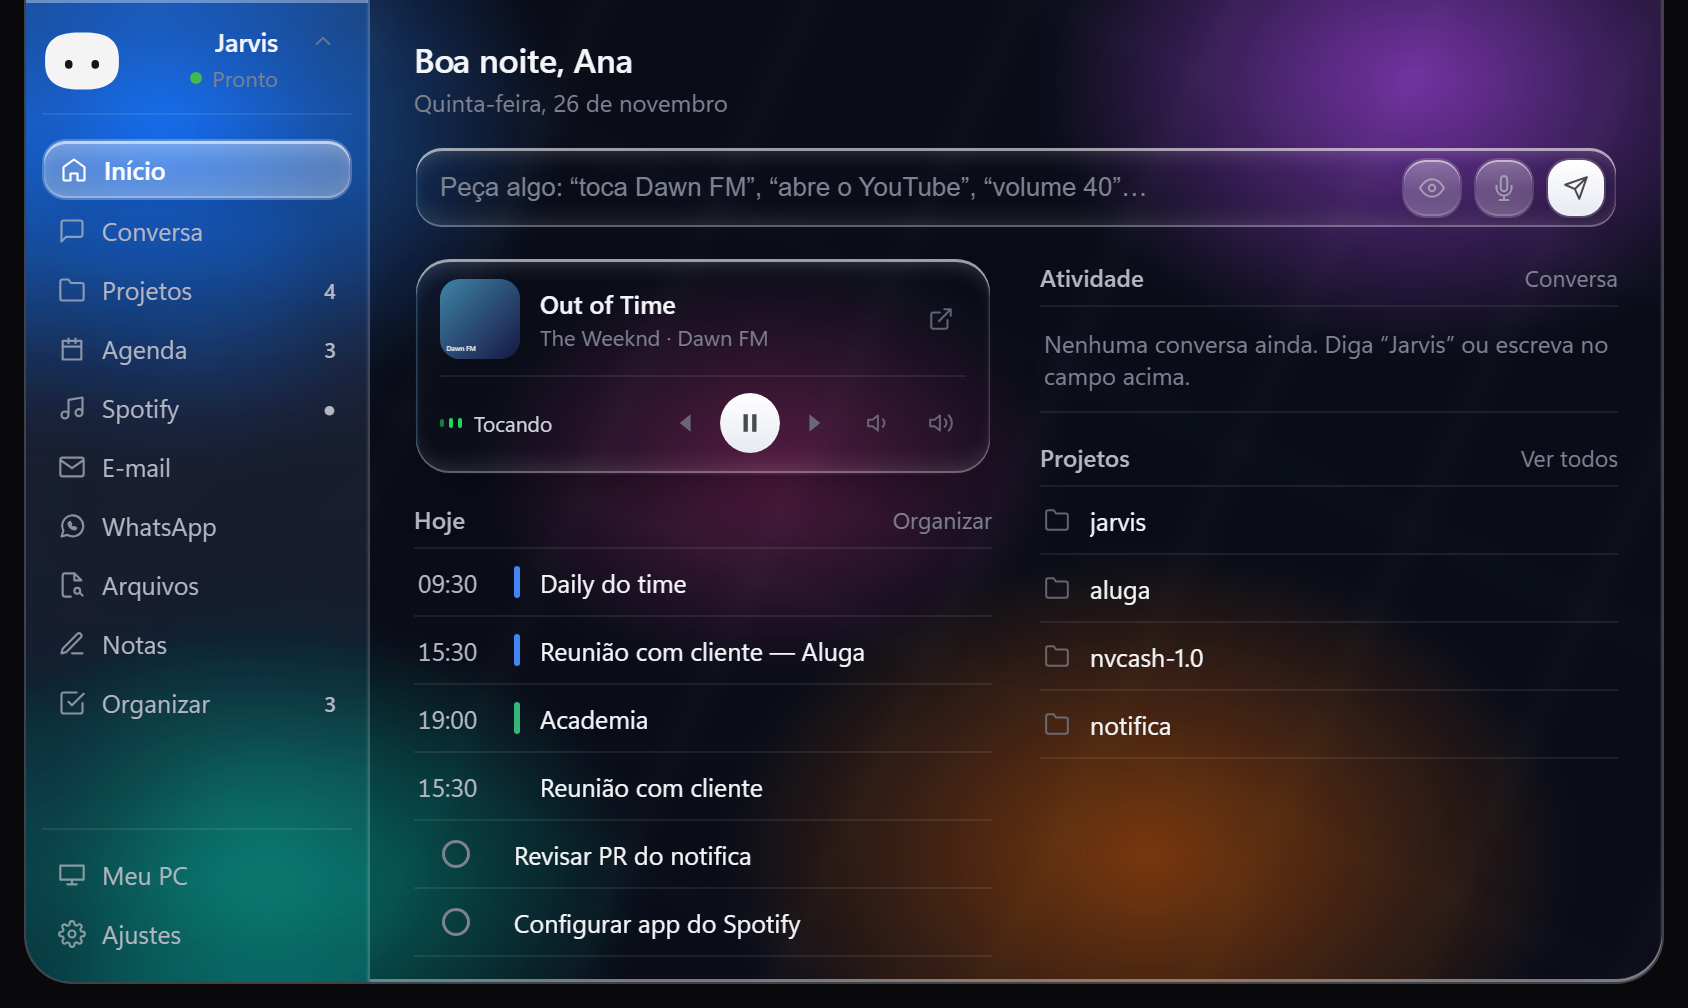 Jarvis
Pronto
Início
Conversa
Projetos 4
Agenda 3
Spotify
E-mail
WhatsApp
Arquivos
Notas
Organizar 3
Meu PC
Ajustes
Boa noite, Ana
Quinta-feira, 26 de novembro
Peça algo: “toca Dawn FM”, “abre o YouTube”, “volume 40”…
Dawn FM
Out of Time
The Weeknd · Dawn FM
Tocando
Hoje Organizar
09:30 Daily do time
15:30 Reunião com cliente — Aluga
19:00 Academia
15:30 Reunião com cliente
Revisar PR do notifica
Configurar app do Spotify
Atividade Conversa
Nenhuma conversa ainda. Diga “Jarvis” ou escreva no
campo acima.
Projetos Ver todos
jarvis
aluga
nvcash-1.0
notifica